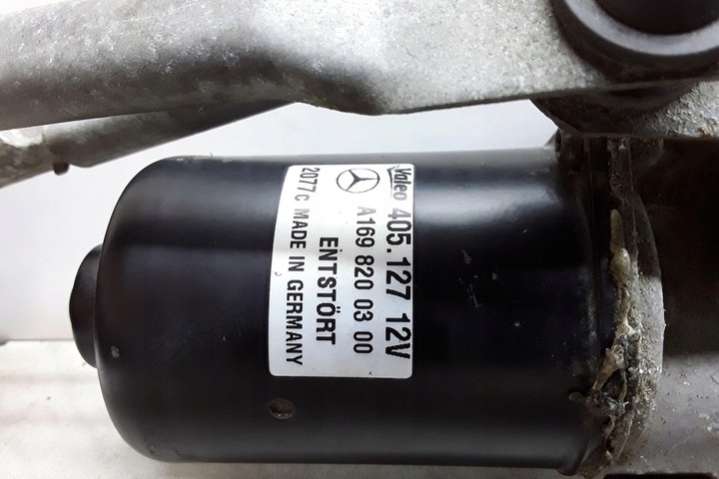 Valeo 405.127 12V
A169 820 03 00
ENTSTÖRT
2077C MADE IN GERMANY